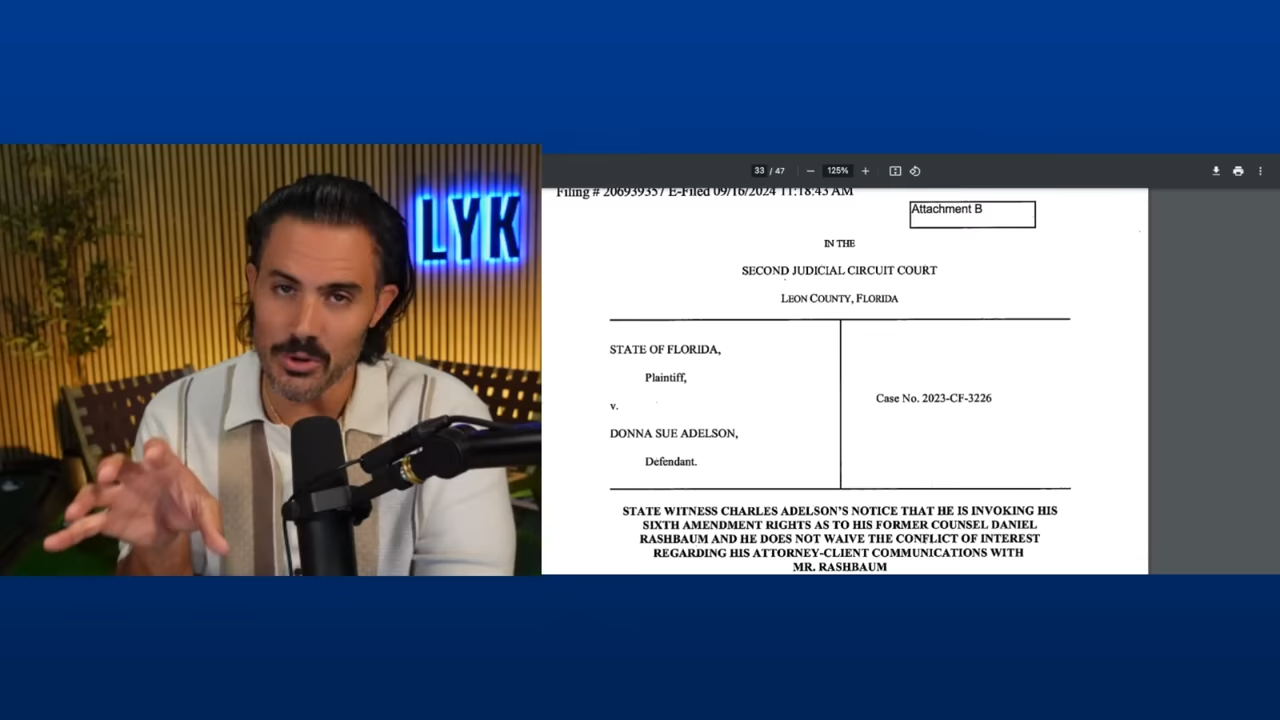 LYK
33 / 47
125%
Filing # 206939357 E-Filed 09/16/2024 11:18:43 AM
Attachment B
IN THE
SECOND JUDICIAL CIRCUIT COURT
LEON COUNTY, FLORIDA
STATE OF FLORIDA,
Plaintiff,
v.
DONNA SUE ADELSON,
Defendant.
Case No. 2023-CF-3226
STATE WITNESS CHARLES ADELSON'S NOTICE THAT HE IS INVOKING HIS
SIXTH AMENDMENT RIGHTS AS TO HIS FORMER COUNSEL DANIEL
RASHBAUM AND HE DOES NOT WAIVE THE CONFLICT OF INTEREST
REGARDING HIS ATTORNEY-CLIENT COMMUNICATIONS WITH
MR. RASHBAUM